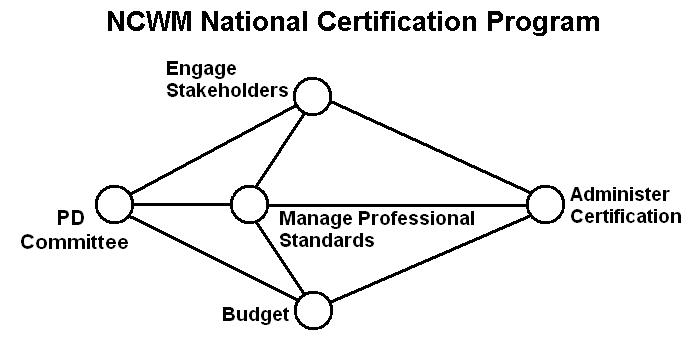 NCWM National Certification Program
Engage
Stakeholders
PD
Committee
Manage Professional
Standards
Administer
Certification
Budget